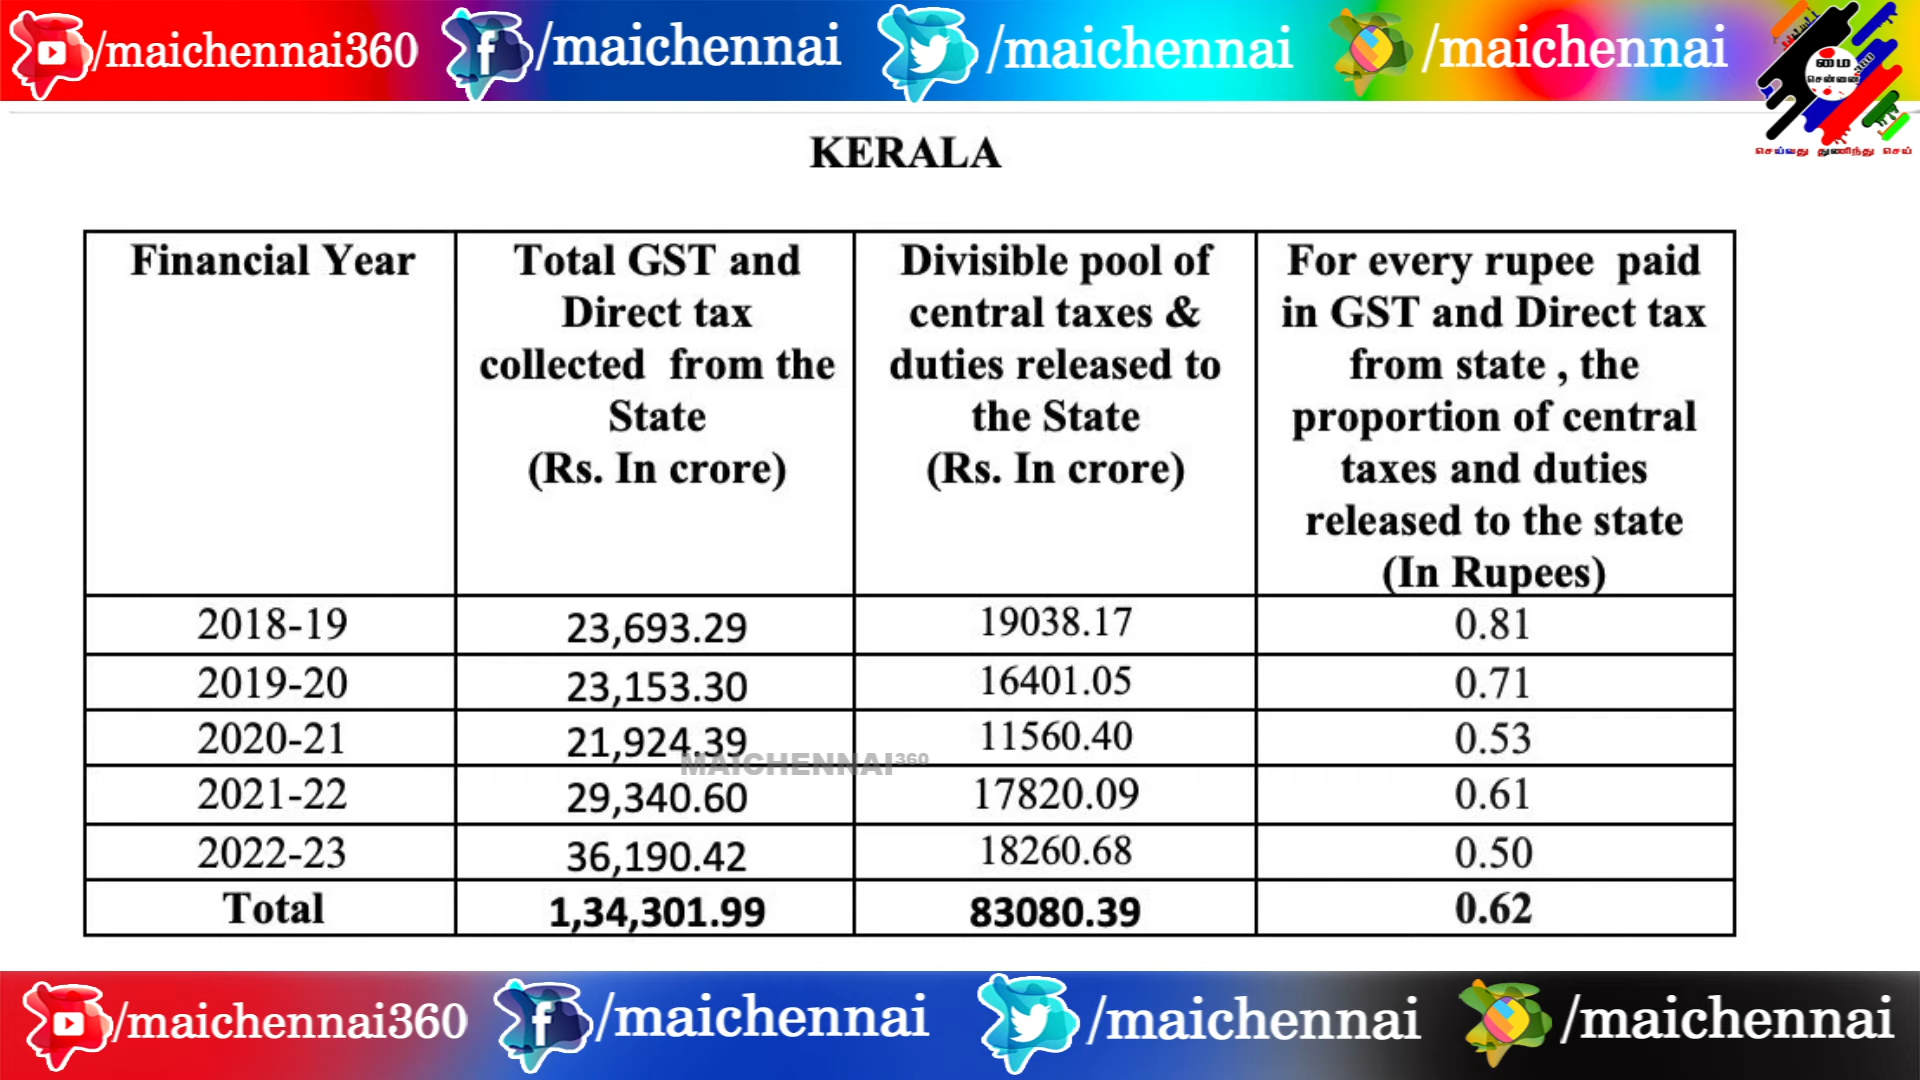 /maichennai360 /maichennai /maichennai /maichennai
மை
சென்னை360
செய்வது துணிந்து செய்
KERALA
Financial Year
Total GST and
Direct tax
collected from the
State
(Rs. In crore)
Divisible pool of
central taxes &
duties released to
the State
(Rs. In crore)
For every rupee paid
in GST and Direct tax
from state , the
proportion of central
taxes and duties
released to the state
(In Rupees)
2018-19 23,693.29 19038.17 0.81
2019-20 23,153.30 16401.05 0.71
2020-21 21,924.39 11560.40 0.53
MAICHENNAI360
2021-22 29,340.60 17820.09 0.61
2022-23 36,190.42 18260.68 0.50
Total 1,34,301.99 83080.39 0.62
/maichennai360 /maichennai /maichennai /maichennai